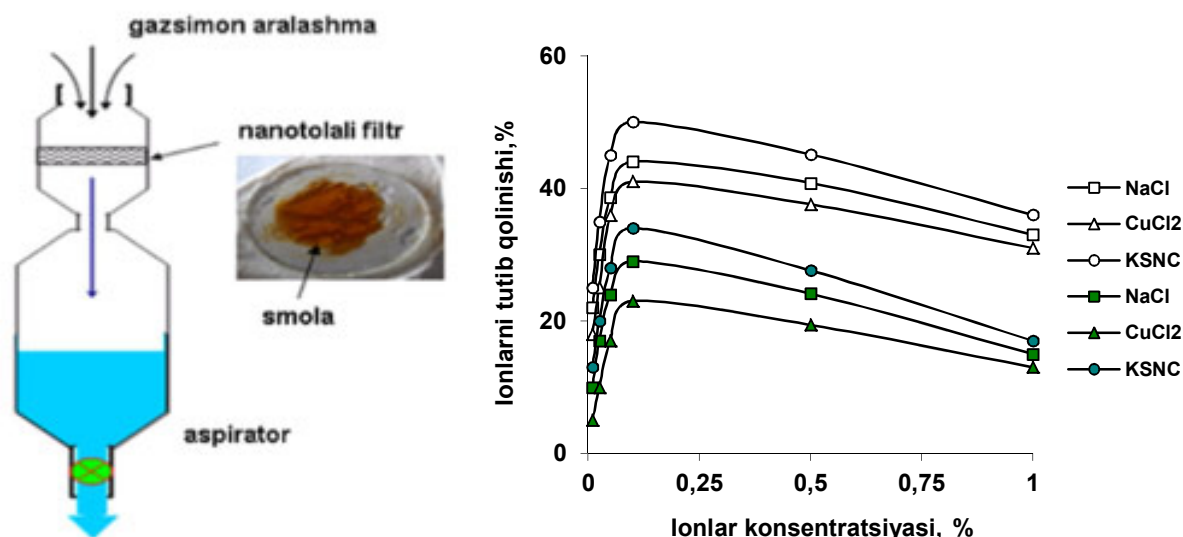 gazsimon aralashma
nanotolali filtr
smola
aspirator
Ionlarni tutib qolinishi,%
60
40
20
0
0
0,25
0,5
0,75
1
Ionlar konsentratsiyasi, %
NaCl
CuCl2
KSNC
NaCl
CuCl2
KSNC